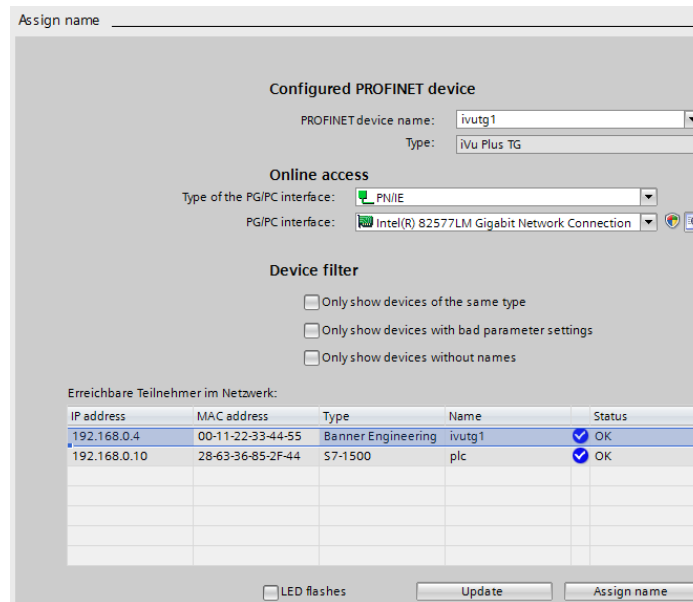 Assign name
Configured PROFINET device
PROFINET device name: ivutg1
Type: iVu Plus TG
Online access
Type of the PG/PC interface: PN/IE
PG/PC interface: Intel(R) 82577LM Gigabit Network Connection
Device filter
Only show devices of the same type
Only show devices with bad parameter settings
Only show devices without names
Erreichbare Teilnehmer im Netzwerk:
IP address MAC address Type Name Status
192.168.0.4 00-11-22-33-44-55 Banner Engineering ivutg1 OK
192.168.0.10 28-63-36-85-2F-44 S7-1500 plc OK
LED flashes Update Assign name